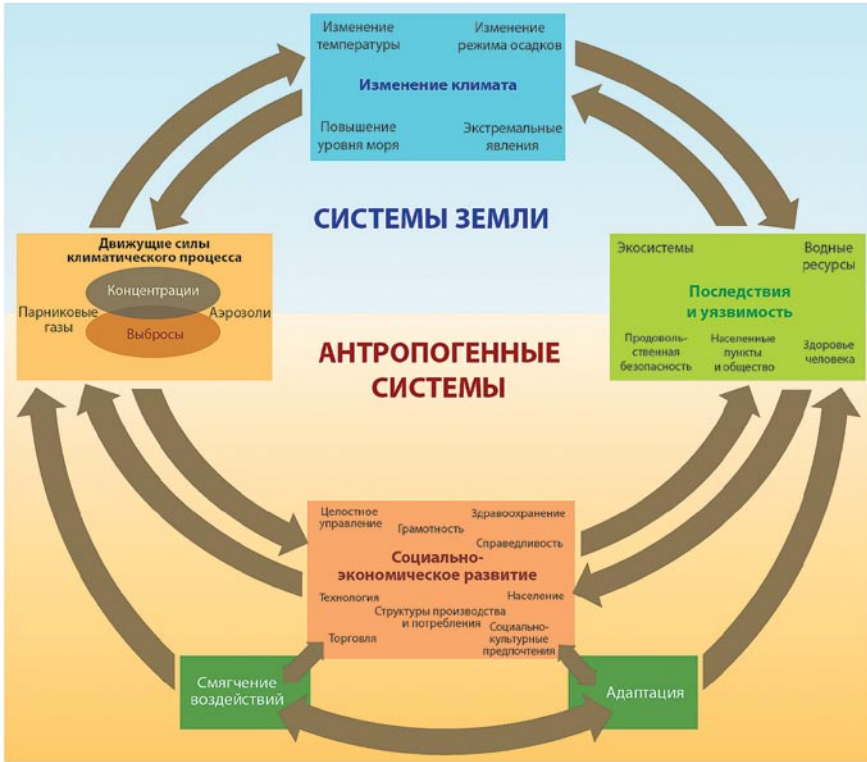 Изменение
температуры
Изменение
режима осадков
Изменение климата
Повышение
уровня моря
Экстремальные
явления
СИСТЕМЫ ЗЕМЛИ
Движущие силы
климатического процесса
Концентрации
Парниковые
газы
Аэрозоли
Выбросы
Экосистемы
Водные
ресурсы
Последствия
и уязвимость
Продоволь-
ственная
безопасность
Населенные
пункты
и общество
Здоровье
человека
АНТРОПОГЕННЫЕ
СИСТЕМЫ
Целостное
управление
Грамотность
Здравоохранение
Справедливость
Социально-
экономическое развитие
Технология
Население
Структуры производства
и потребления
Торговля
Социально-
культурные
предпочтения
Смягчение
воздействий
Адаптация